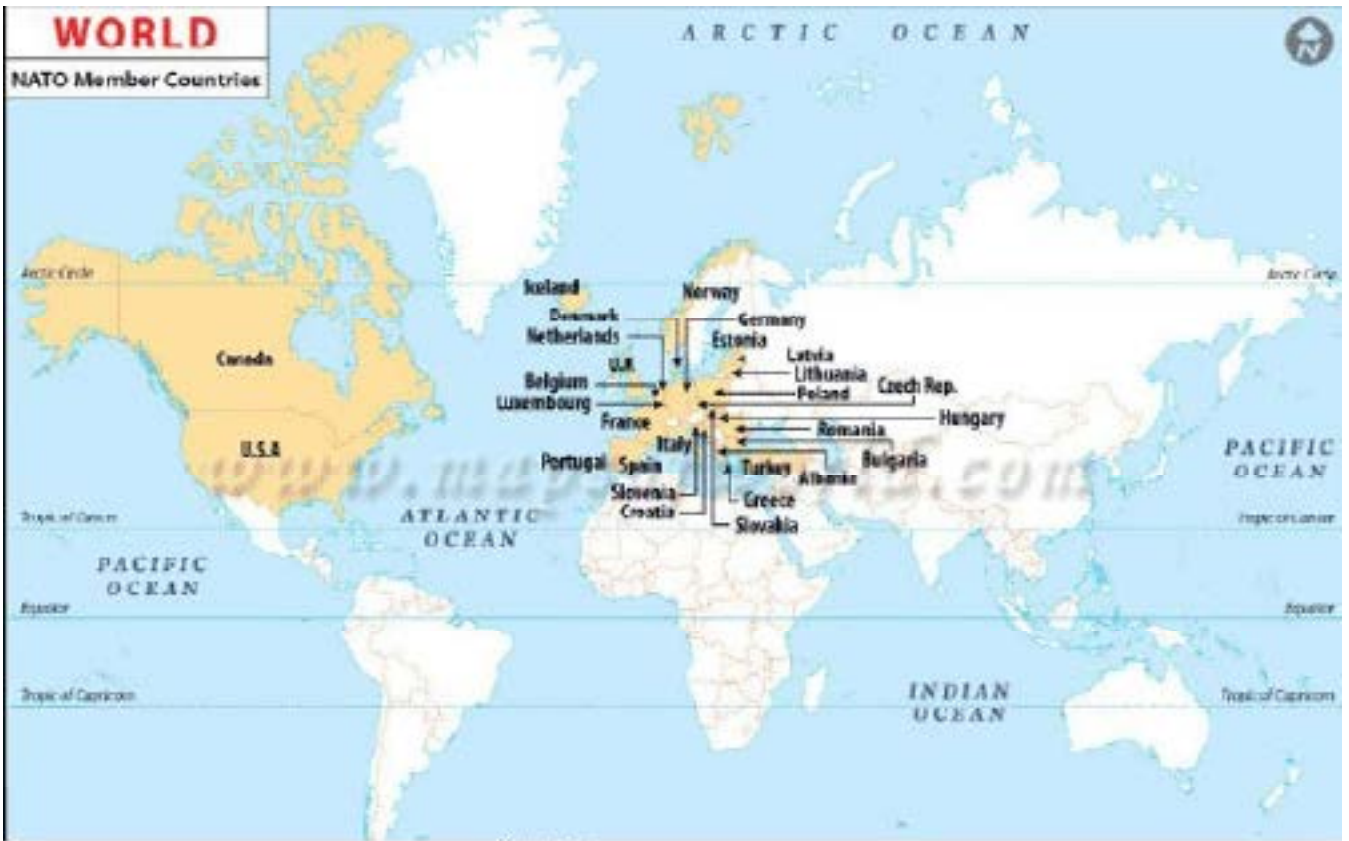 WORLD
NATO Member Countries
ARCTIC OCEAN
N
Arctic Circle
Arctic Circle
Iceland
Norway
Denmark
Germany
Netherlands
Estonia
U.K
Latvia
Canada
Lithuania
Belgium
Czech Rep.
Poland
Luxembourg
Hungary
France
Romania
U.S.A
Italy
PACIFIC
OCEAN
Bulgaria
Portugal
Spain
Turkey
Albania
Slovenia
Greece
Croatia
Slovakia
Tropic of Cancer
Tropic of Cancer
ATLANTIC
OCEAN
PACIFIC
OCEAN
Equator
Equator
Tropic of Capricorn
Tropic of Capricorn
INDIAN
OCEAN